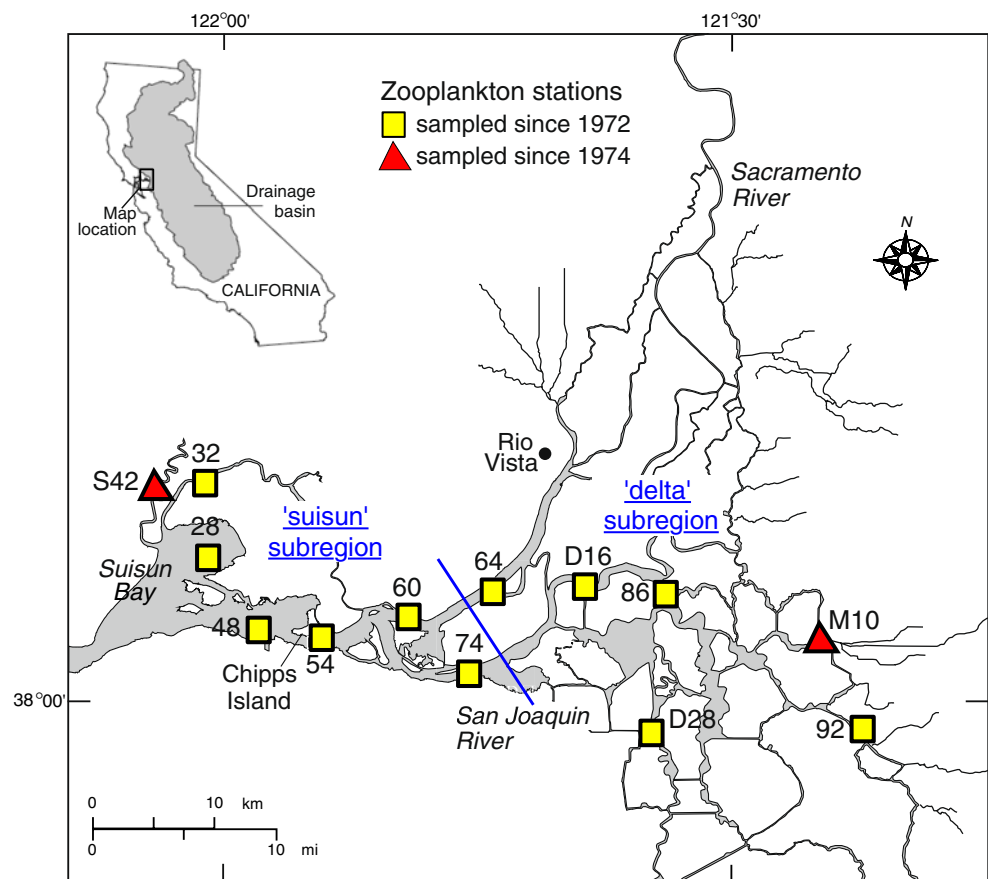 122°00'
121°30'
Zooplankton stations
sampled since 1972
sampled since 1974
Sacramento
River
Drainage
basin
Map
location
N
CALIFORNIA
Rio
Vista
32
S42
'delta'
subregion
'suisun'
subregion
28
Suisun
Bay
64
D16
60
86
48
54
Chipps
Island
74
M10
38°00'
San Joaquin
River
D28
92
0
10
km
0
10
mi